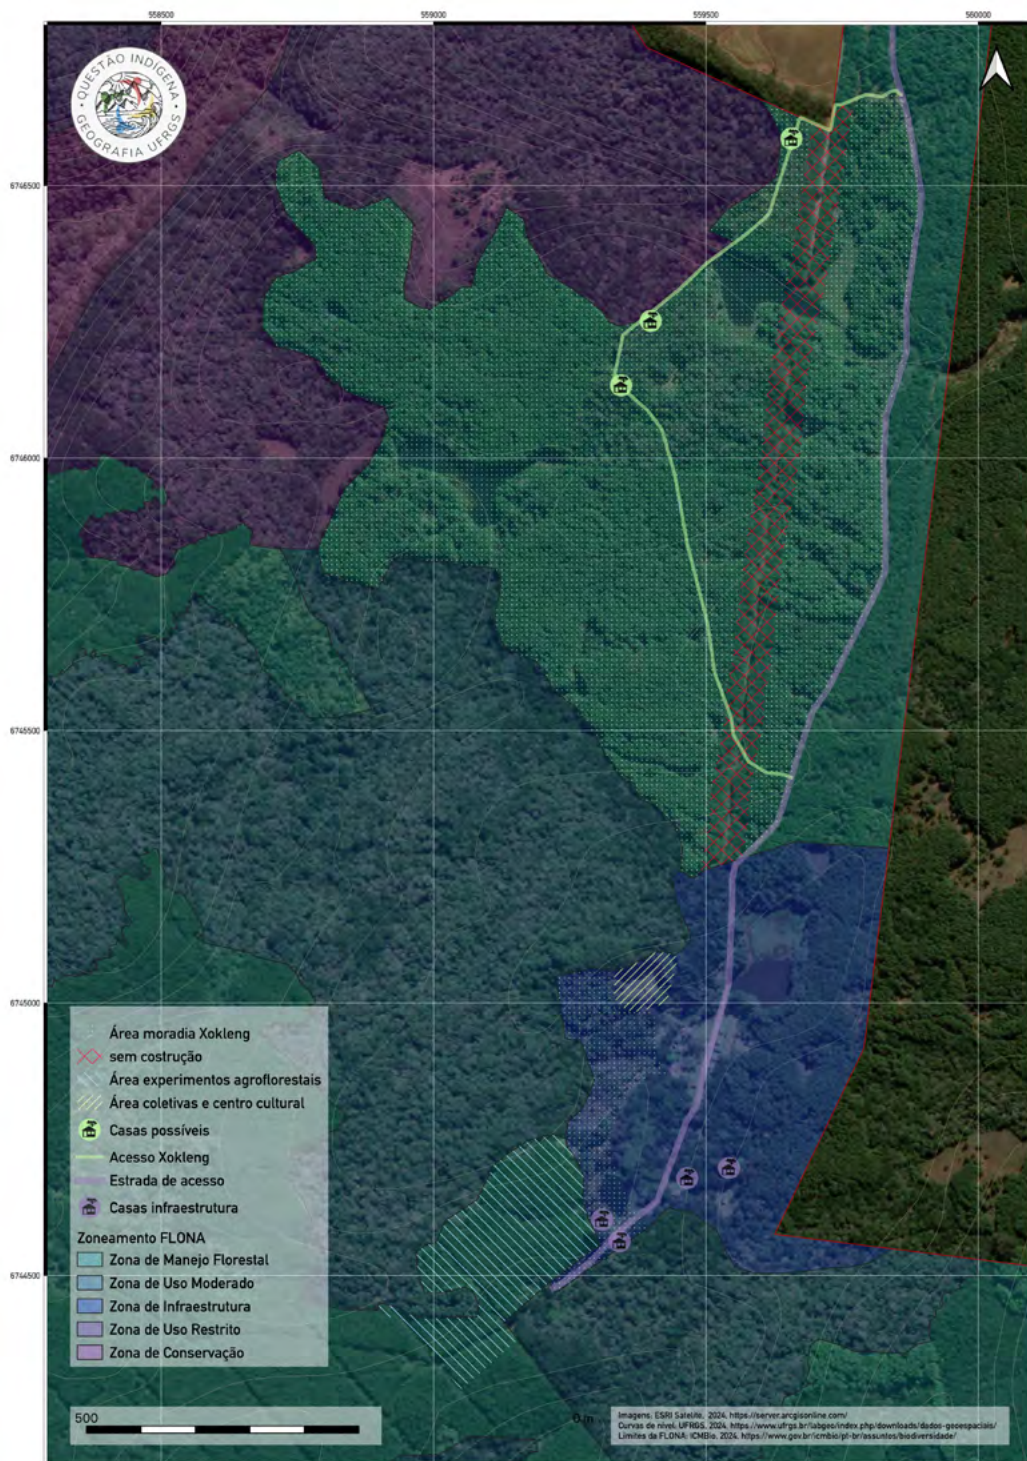 558500 559000 559500 560000
QUESTÃO INDÍGENA · GEOGRAFIA UFRGS ·
6746500
6746000
6745500
6745000
6744500
Área moradia Xokleng
sem costrução
Área experimentos agroflorestais
Área coletivas e centro cultural
Casas possíveis
Acesso Xokleng
Estrada de acesso
Casas infraestrutura
Zoneamento FLONA
Zona de Manejo Florestal
Zona de Uso Moderado
Zona de Infraestrutura
Zona de Uso Restrito
Zona de Conservação
500 0 m
Imagens: ESRI Satelite, 2024, https://server.arcgisonline.com/
Curvas de nível: UFRGS, 2024, https://www.ufrgs.br/labgeo/index.php/downloads/dados-geoespaciais/
Limites da FLONA: ICMBio, 2024, https://www.gov.br/icmbio/pt-br/assuntos/biodiversidade/